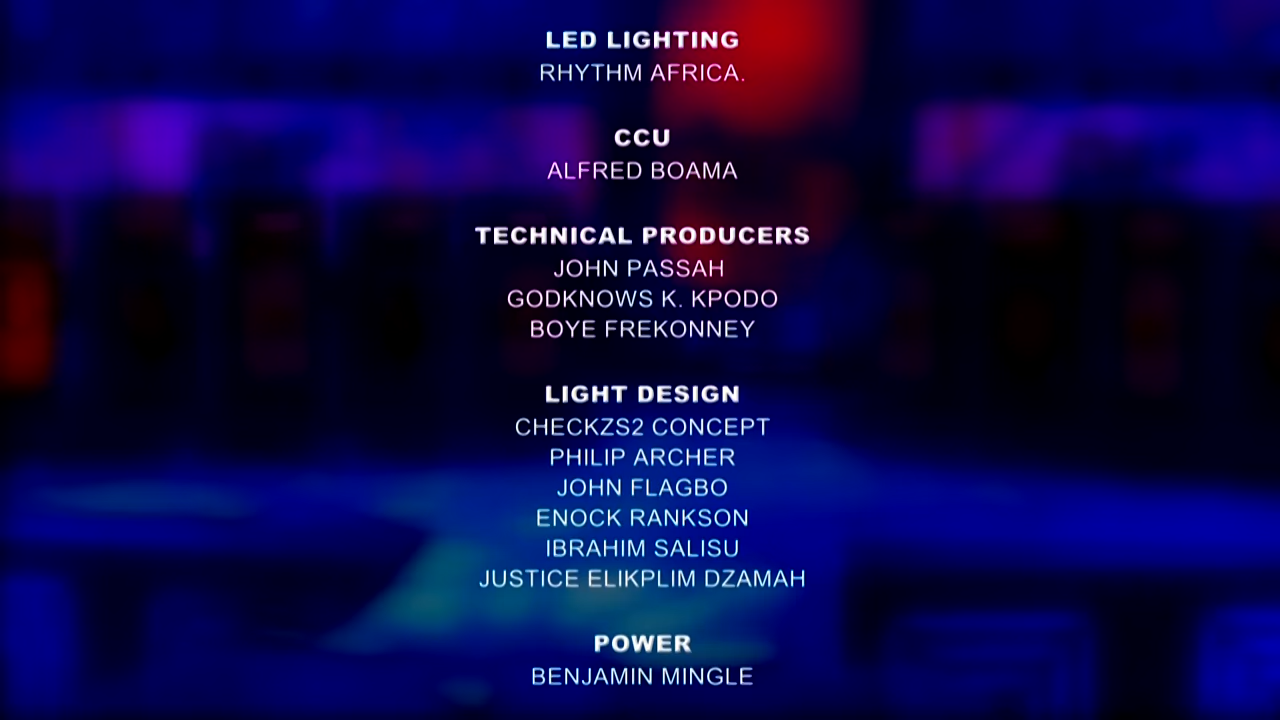 LED LIGHTING
RHYTHM AFRICA.
CCU
ALFRED BOAMA
TECHNICAL PRODUCERS
JOHN PASSAH
GODKNOWS K. KPODO
BOYE FREKONNEY
LIGHT DESIGN
CHECKZS2 CONCEPT
PHILIP ARCHER
JOHN FLAGBO
ENOCK RANKSON
IBRAHIM SALISU
JUSTICE ELIKPLIM DZAMAH
POWER
BENJAMIN MINGLE